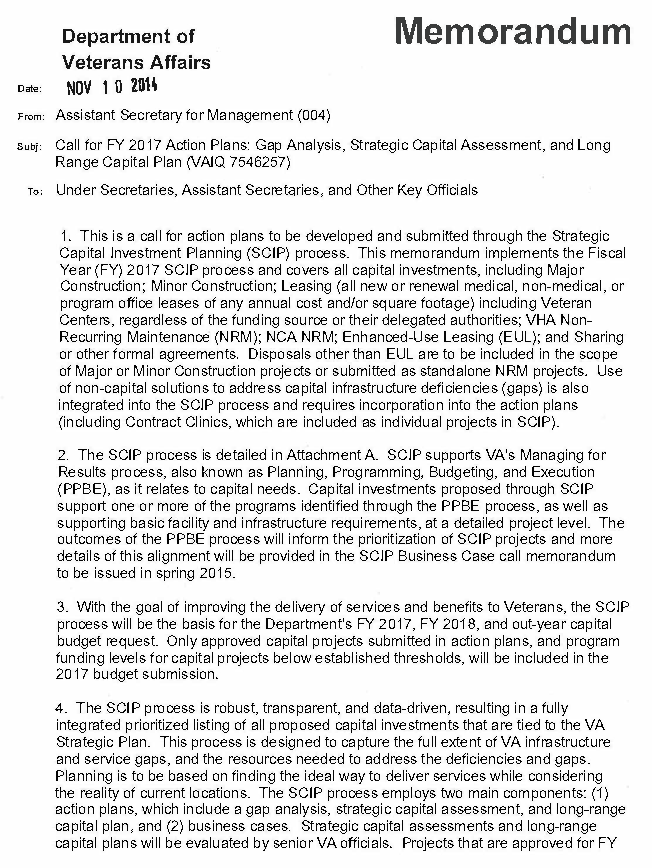 Department of
Veterans Affairs
Memorandum
Date: NOV 10 2014
From: Assistant Secretary for Management (004)
Subj: Call for FY 2017 Action Plans: Gap Analysis, Strategic Capital Assessment, and Long
Range Capital Plan (VAIQ 7546257)
To: Under Secretaries, Assistant Secretaries, and Other Key Officials
1. This is a call for action plans to be developed and submitted through the Strategic
Capital Investment Planning (SCIP) process. This memorandum implements the Fiscal
Year (FY) 2017 SCIP process and covers all capital investments, including Major
Construction; Minor Construction; Leasing (all new or renewal medical, non-medical, or
program office leases of any annual cost and/or square footage) including Veteran
Centers, regardless of the funding source or their delegated authorities; VHA Non-
Recurring Maintenance (NRM); NCA NRM; Enhanced-Use Leasing (EUL); and Sharing
or other formal agreements. Disposals other than EUL are to be included in the scope
of Major or Minor Construction projects or submitted as standalone NRM projects. Use
of non-capital solutions to address capital infrastructure deficiencies (gaps) is also
integrated into the SCIP process and requires incorporation into the action plans
(including Contract Clinics, which are included as individual projects in SCIP).
2. The SCIP process is detailed in Attachment A. SCIP supports VA's Managing for
Results process, also known as Planning, Programming, Budgeting, and Execution
(PPBE), as it relates to capital needs. Capital investments proposed through SCIP
support one or more of the programs identified through the PPBE process, as well as
supporting basic facility and infrastructure requirements, at a detailed project level. The
outcomes of the PPBE process will inform the prioritization of SCIP projects and more
details of this alignment will be provided in the SCIP Business Case call memorandum
to be issued in spring 2015.
3. With the goal of improving the delivery of services and benefits to Veterans, the SCIP
process will be the basis for the Department's FY 2017, FY 2018, and out-year capital
budget request. Only approved capital projects submitted in action plans, and program
funding levels for capital projects below established thresholds, will be included in the
2017 budget submission.
4. The SCIP process is robust, transparent, and data-driven, resulting in a fully
integrated prioritized listing of all proposed capital investments that are tied to the VA
Strategic Plan. This process is designed to capture the full extent of VA infrastructure
and service gaps, and the resources needed to address the deficiencies and gaps.
Planning is to be based on finding the ideal way to deliver services while considering
the reality of current locations. The SCIP process employs two main components: (1)
action plans, which include a gap analysis, strategic capital assessment, and long-range
capital plan, and (2) business cases. Strategic capital assessments and long-range
capital plans will be evaluated by senior VA officials. Projects that are approved for FY